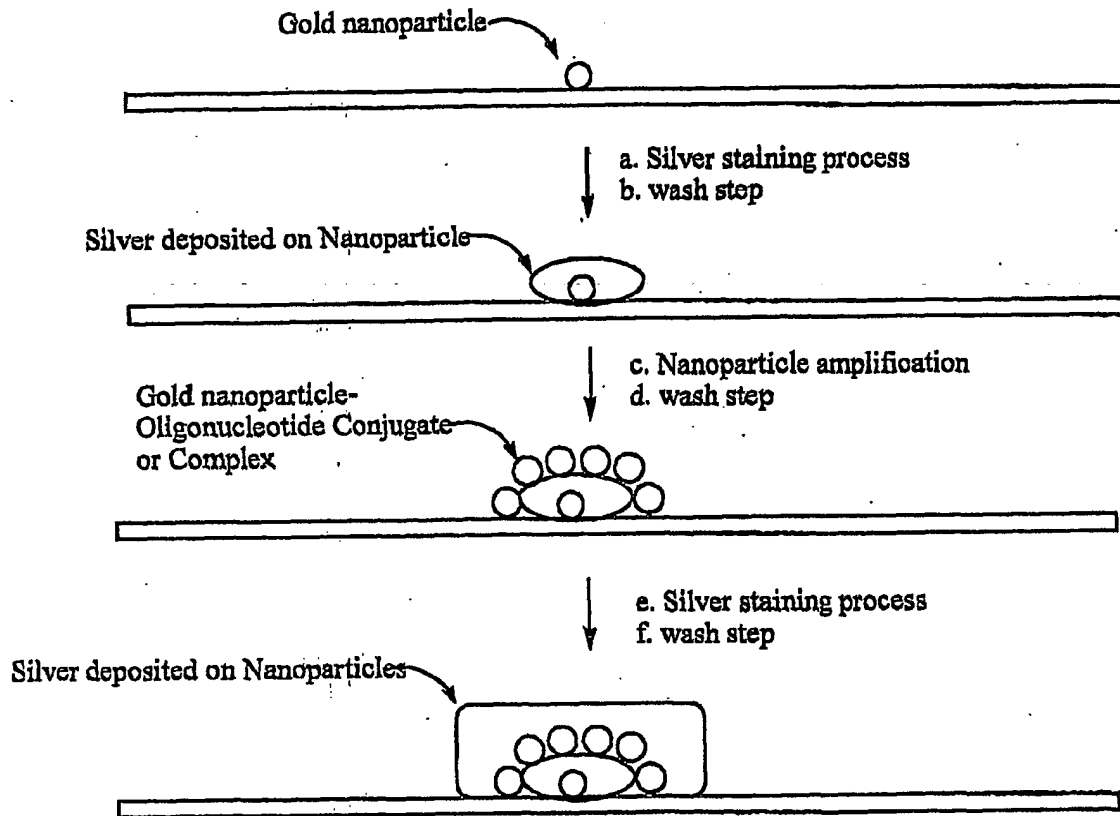 Gold nanoparticle
a. Silver staining process
b. wash step
Silver deposited on Nanoparticle
c. Nanoparticle amplification
d. wash step
Gold nanoparticle-
Oligonucleotide Conjugate
or Complex
e. Silver staining process
f. wash step
Silver deposited on Nanoparticles